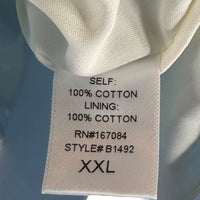 SELF:
100% COTTON
LINING:
100% COTTON
RN#167084
STYLE# B1492
XXL